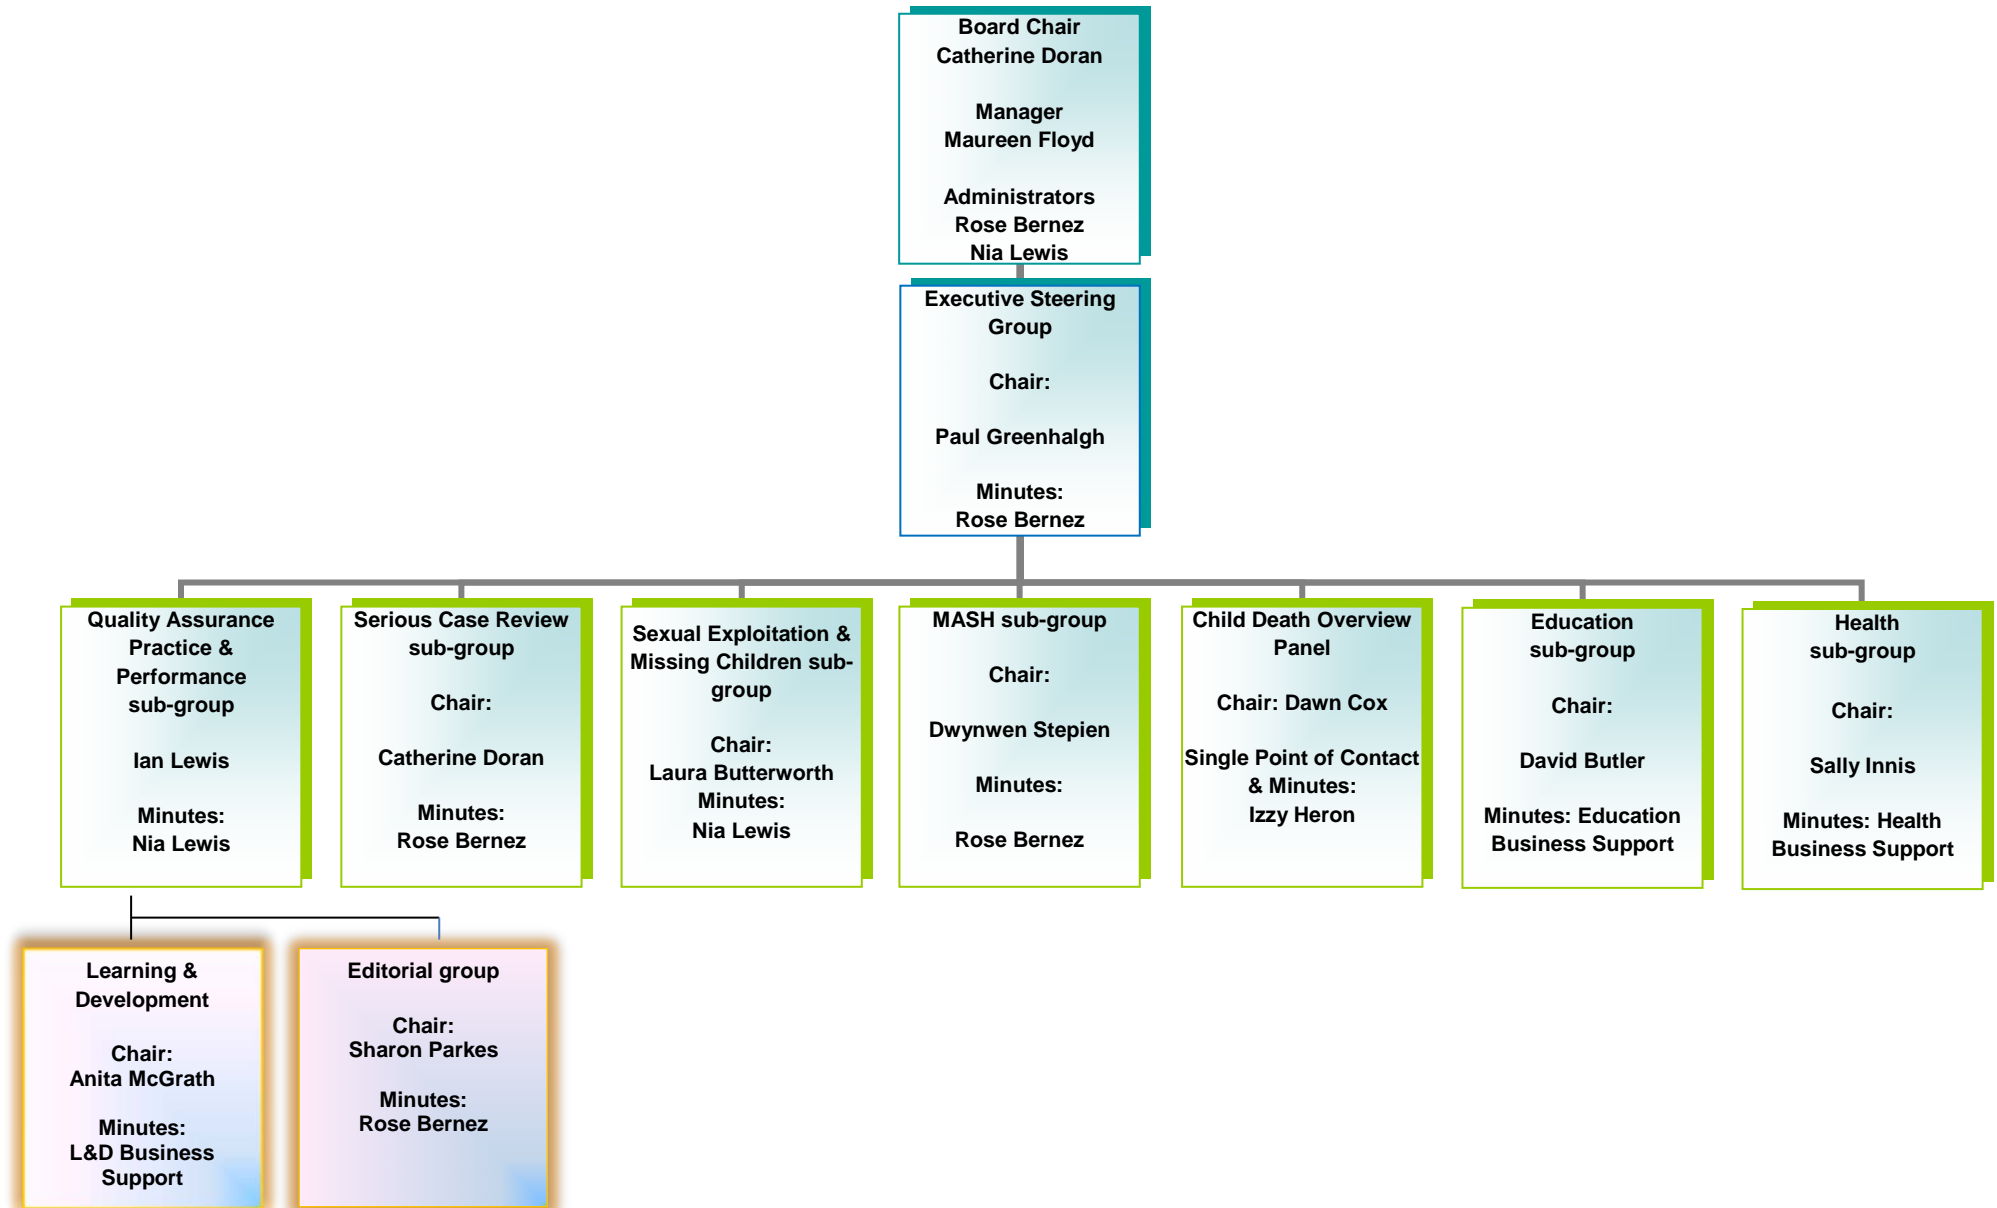 Board Chair
Catherine Doran
Manager
Maureen Floyd
Administrators
Rose Bernez
Nia Lewis
Executive Steering
Group
Chair:
Paul Greenhalgh
Minutes:
Rose Bernez
Quality Assurance
Practice &
Performance
sub-group
Ian Lewis
Minutes:
Nia Lewis
Serious Case Review
sub-group
Chair:
Catherine Doran
Minutes:
Rose Bernez
Sexual Exploitation &
Missing Children sub-
group
Chair:
Laura Butterworth
Minutes:
Nia Lewis
MASH sub-group
Chair:
Dwynwen Stepien
Minutes:
Rose Bernez
Child Death Overview
Panel
Chair: Dawn Cox
Single Point of Contact
& Minutes:
Izzy Heron
Education
sub-group
Chair:
David Butler
Minutes: Education
Business Support
Health
sub-group
Chair:
Sally Innis
Minutes: Health
Business Support
Learning &
Development
Chair:
Anita McGrath
Minutes:
L&D Business
Support
Editorial group
Chair:
Sharon Parkes
Minutes:
Rose Bernez